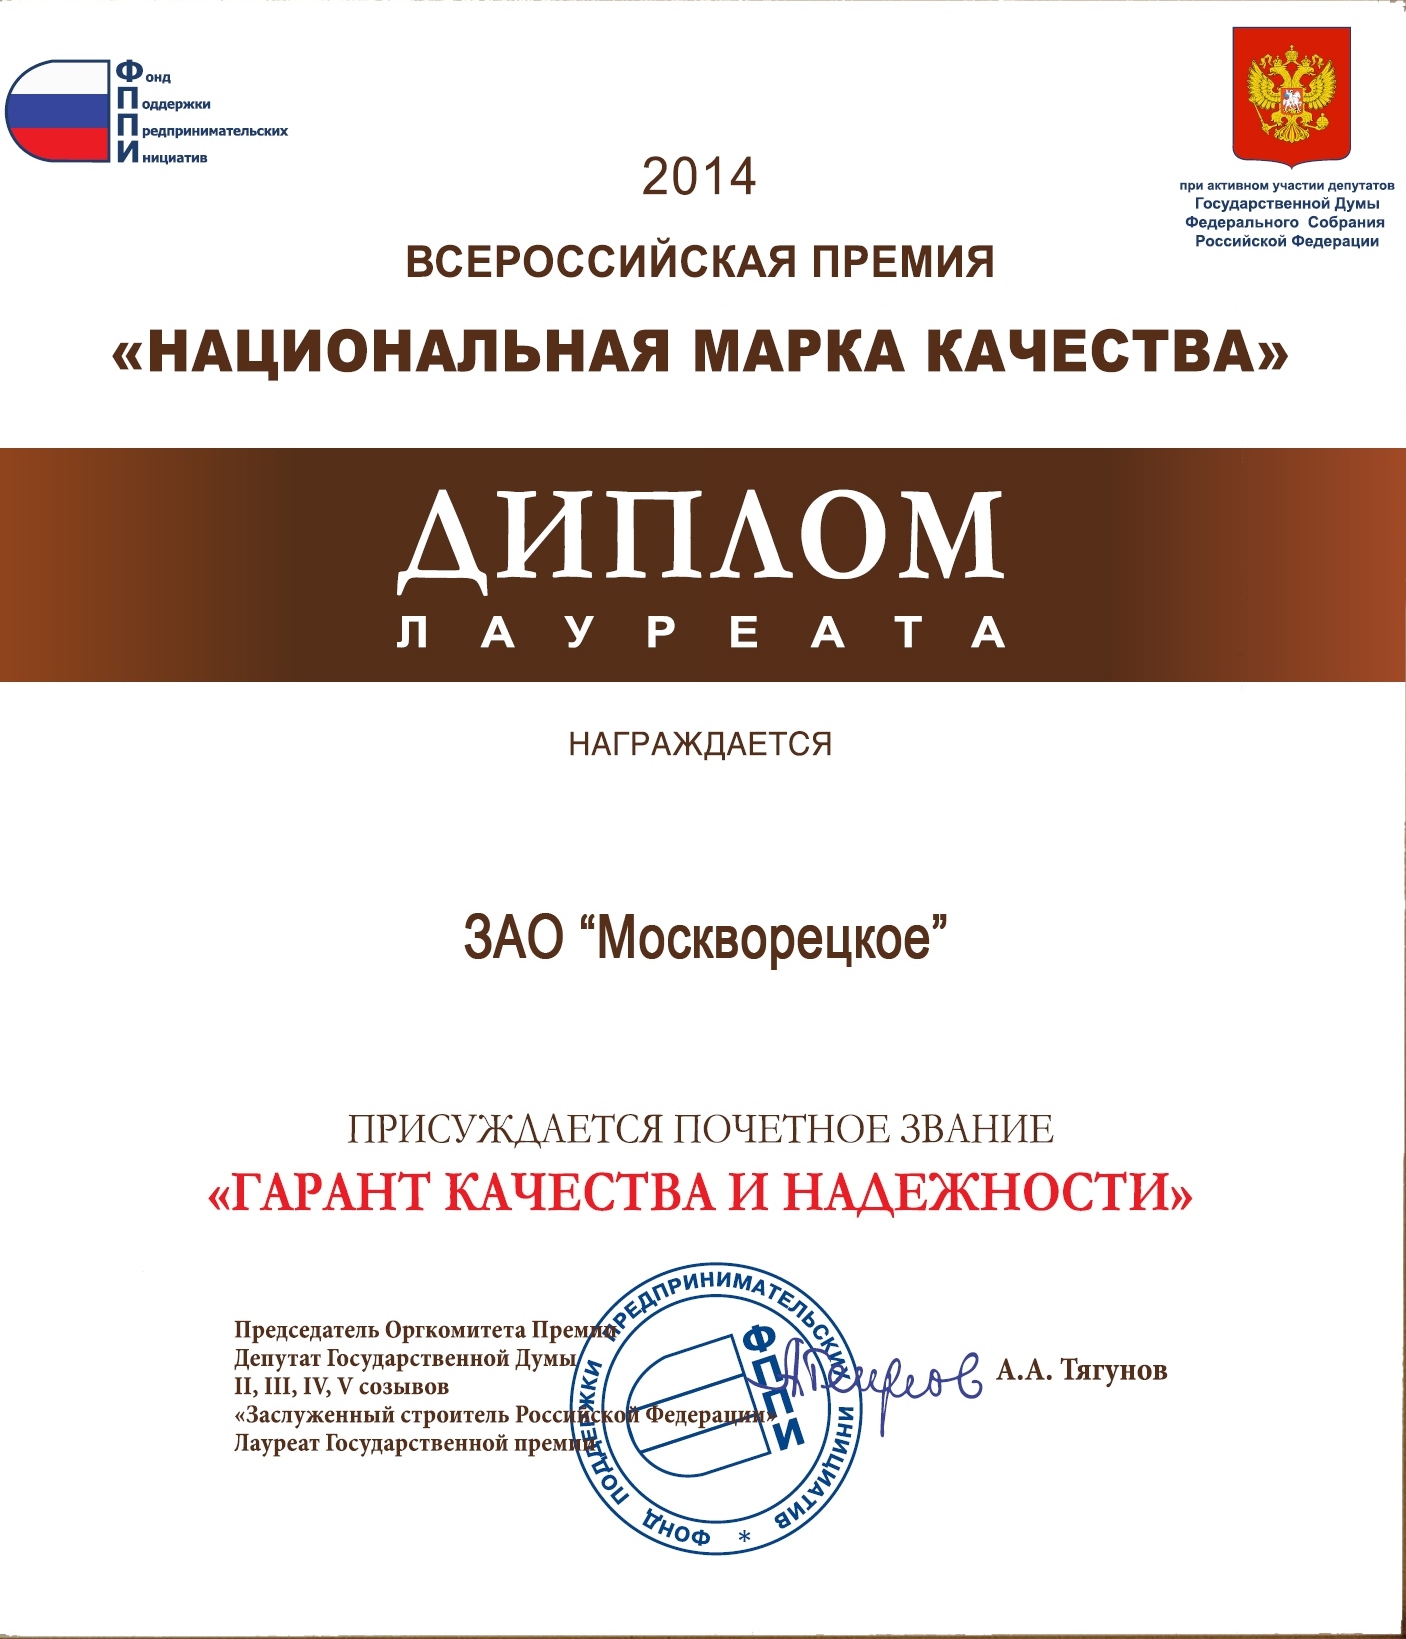 Фонд
Поддержки
Предпринимательских
Инициатив
при активном участии депутатов
Государственной Думы
Федерального Собрания
Российской Федерации
2014
ВСЕРОССИЙСКАЯ ПРЕМИЯ
«НАЦИОНАЛЬНАЯ МАРКА КАЧЕСТВА»
ДИПЛОМ
ЛАУРЕАТА
НАГРАЖДАЕТСЯ
ЗАО “Москворецкое”
ПРИСУЖДАЕТСЯ ПОЧЕТНОЕ ЗВАНИЕ
«ГАРАНТ КАЧЕСТВА И НАДЕЖНОСТИ»
Председатель Оргкомитета Премии
Депутат Государственной Думы
II, III, IV, V созывов
«Заслуженный строитель Российской Федерации»
Лауреат Государственной премии
А.А. Тягунов
ФОНД ПОДДЕРЖКИ ПРЕДПРИНИМАТЕЛЬСКИХ ИНИЦИАТИВ *
ФППИ